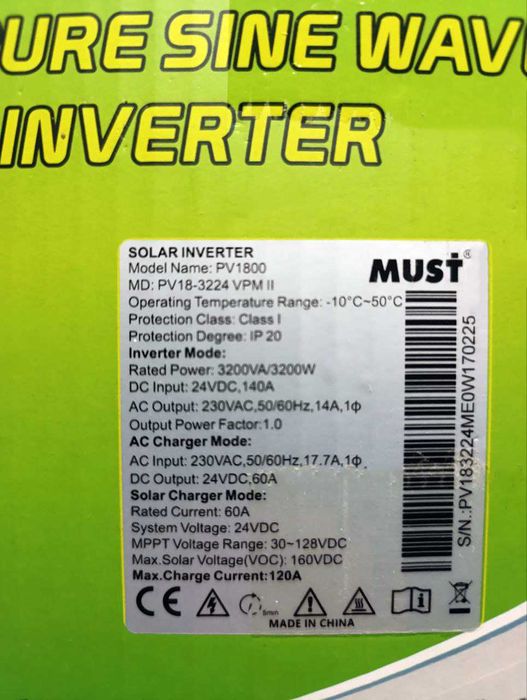 URE SINE WAV
INVERTER
SOLAR INVERTER
MUST®
Model Name: PV1800
MD: PV18-3224 VPM II
Operating Temperature Range: -10°C~50°C
Protection Class: Class I
Protection Degree: IP 20
Inverter Mode:
Rated Power: 3200VA/3200W
DC Input: 24VDC,140A
AC Output: 230VAC,50/60Hz,14A,1Φ
Output Power Factor:1.0
AC Charger Mode:
AC Input: 230VAC,50/60Hz,17.7A,1Φ
DC Output: 24VDC,60A
Solar Charger Mode:
Rated Current: 60A
System Voltage: 24VDC
MPPT Voltage Range: 30~128VDC
Max.Solar Voltage(VOC): 160VDC
Max.Charge Current:120A
S/N.:PV183224ME0W170225
CE
5min
MADE IN CHINA